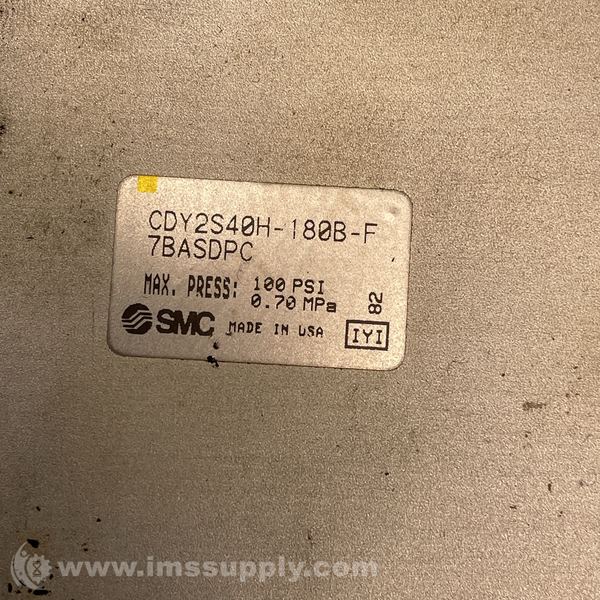 CDY2S40H-180B-F
7BASDPC
MAX. PRESS: 100 PSI
0.70 MPa
82
SMC MADE IN USA
IYI
www.imssupply.com